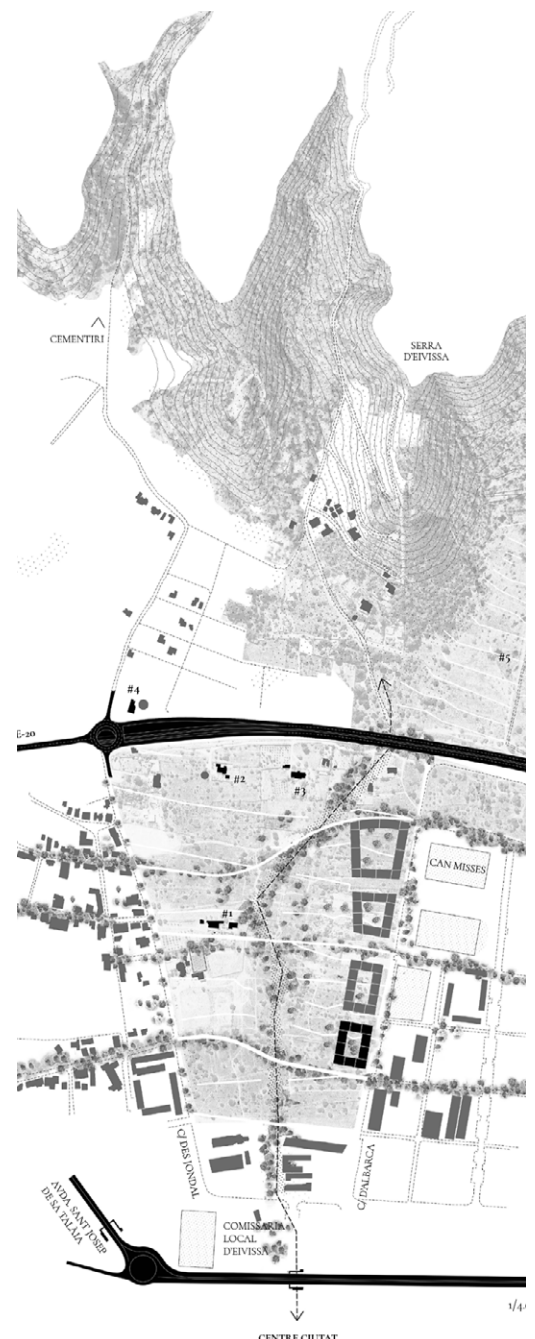 CEMENTIRI
SERRA
D'EIVISSA
#5
#4
E-20
#2
#3
CAN MISSES
#1
C/ DES JONDAL
C/ D'ALBARCA
AVDA. SANT JOSEP
DE SA TALAIA
COMISSARIA
LOCAL
D'EIVISSA
CENTRE CIUTAT